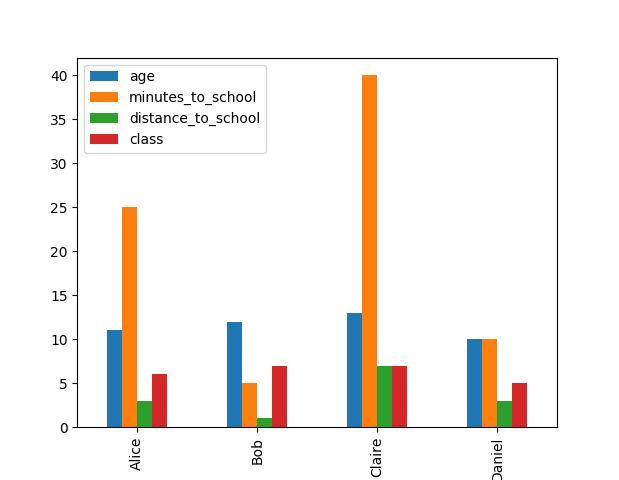 age
minutes_to_school
distance_to_school
class
40
35
30
25
20
15
10
5
0
Alice
Bob
Claire
Daniel